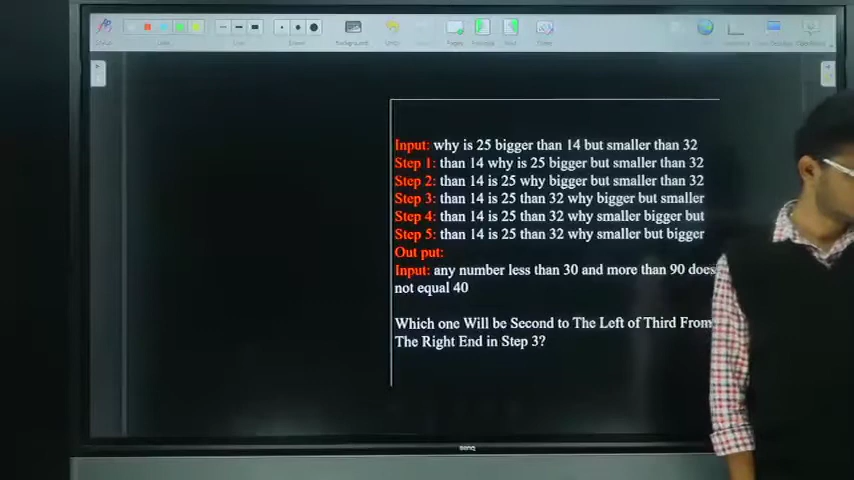 Background
Input: why is 25 bigger than 14 but smaller than 32
Step 1: than 14 why is 25 bigger but smaller than 32
Step 2: than 14 is 25 why bigger but smaller than 32
Step 3: than 14 is 25 than 32 why bigger but smaller
Step 4: than 14 is 25 than 32 why smaller bigger but
Step 5: than 14 is 25 than 32 why smaller but bigger
Out put:
Input: any number less than 30 and more than 90 does
not equal 40
Which one Will be Second to The Left of Third From
The Right End in Step 3?
BenQ